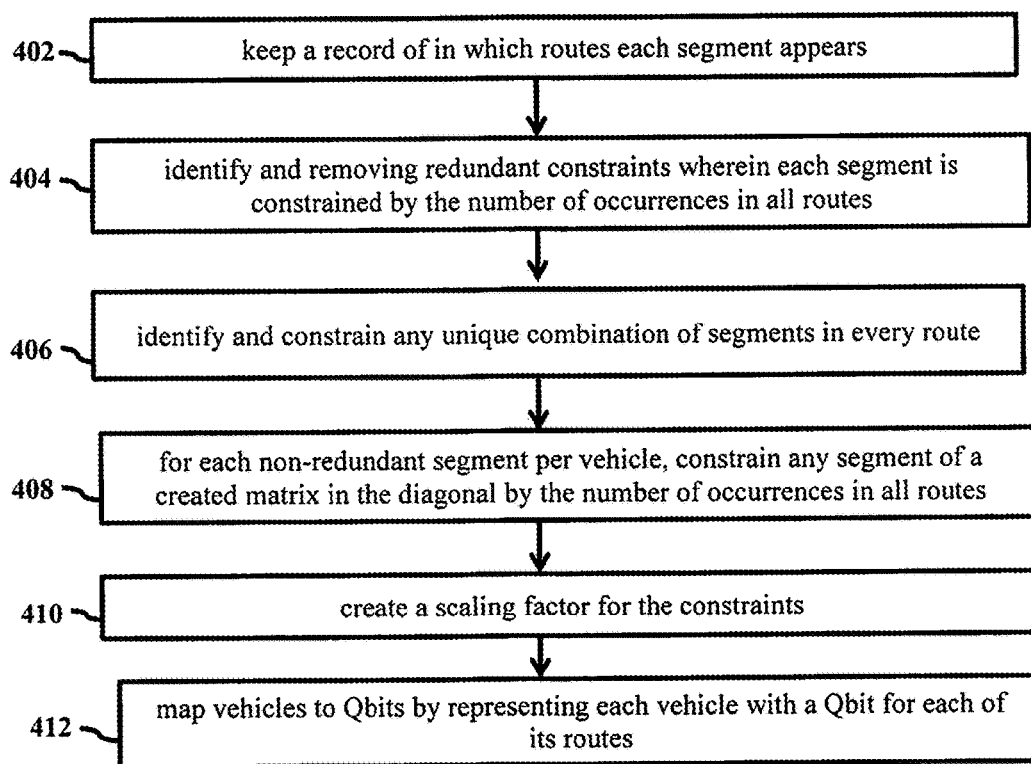 402
keep a record of in which routes each segment appears
404
identify and removing redundant constraints wherein each segment is
constrained by the number of occurrences in all routes
406
identify and constrain any unique combination of segments in every route
408
for each non-redundant segment per vehicle, constrain any segment of a
created matrix in the diagonal by the number of occurrences in all routes
410
create a scaling factor for the constraints
412
map vehicles to Qbits by representing each vehicle with a Qbit for each of
its routes